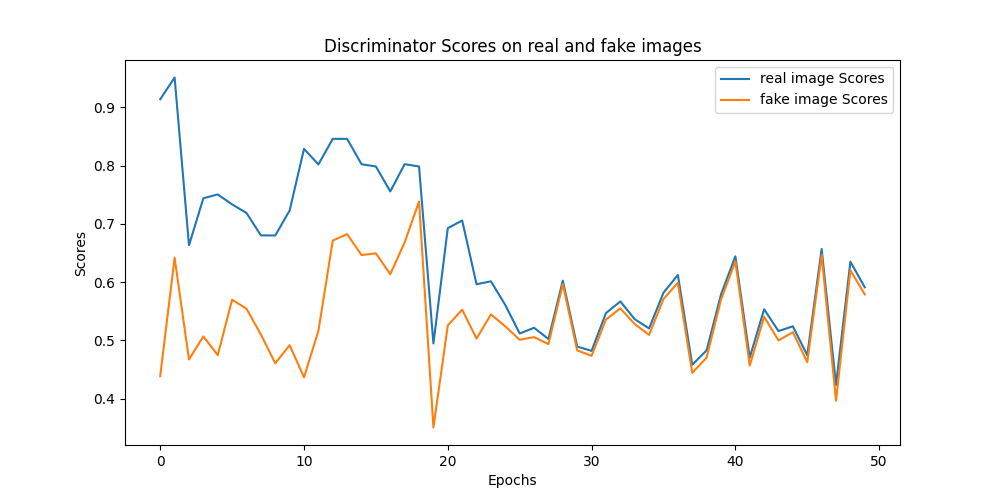 Discriminator Scores on real and fake images
real image Scores
fake image Scores
0.9
0.8
0.7
0.6
0.5
0.4
Scores
0 10 20 30 40 50
Epochs